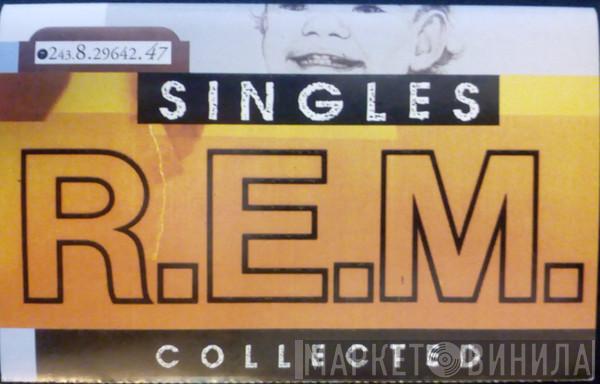 243.8.29642.47
SINGLES
R.E.M.
COLLECTED
МАРКЕТ ВИНИЛА